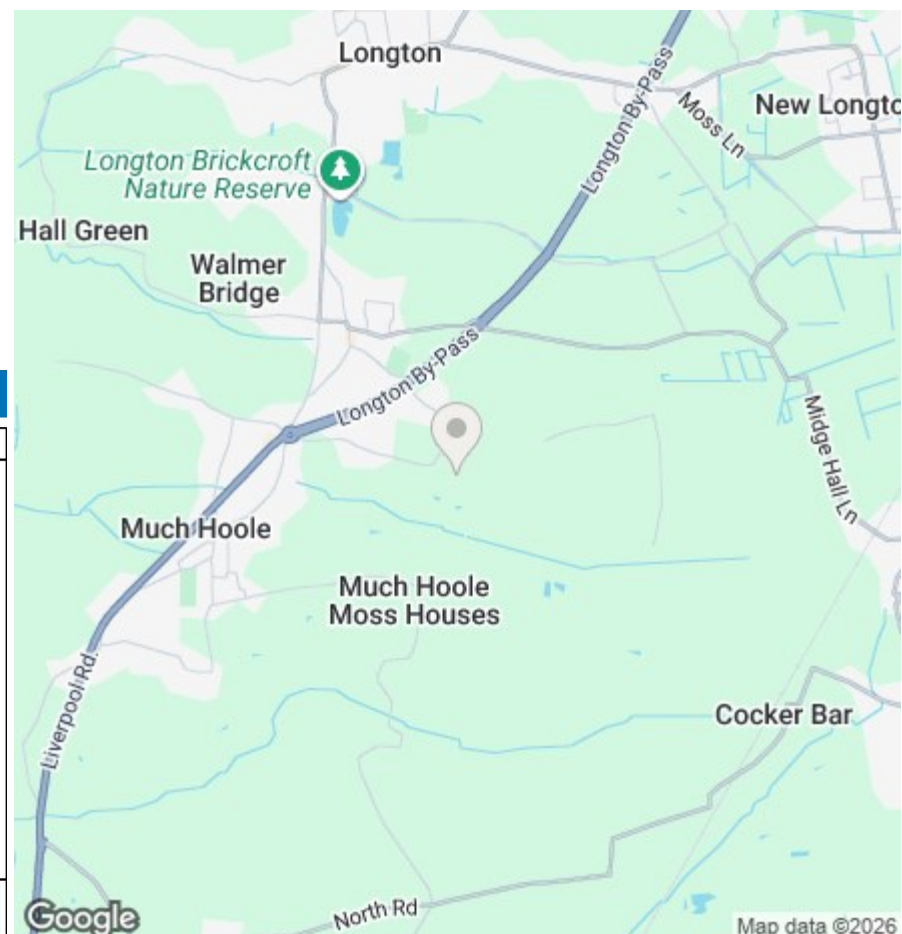 Longton
New Longto
Moss Ln
Longton By-Pass
Longton Brickcroft
Nature Reserve
Hall Green
Walmer
Bridge
Longton By-Pass
Midge Hall Ln
Much Hoole
Much Hoole
Moss Houses
Liverpool Rd.
Cocker Bar
North Rd
Google
Map data ©2026